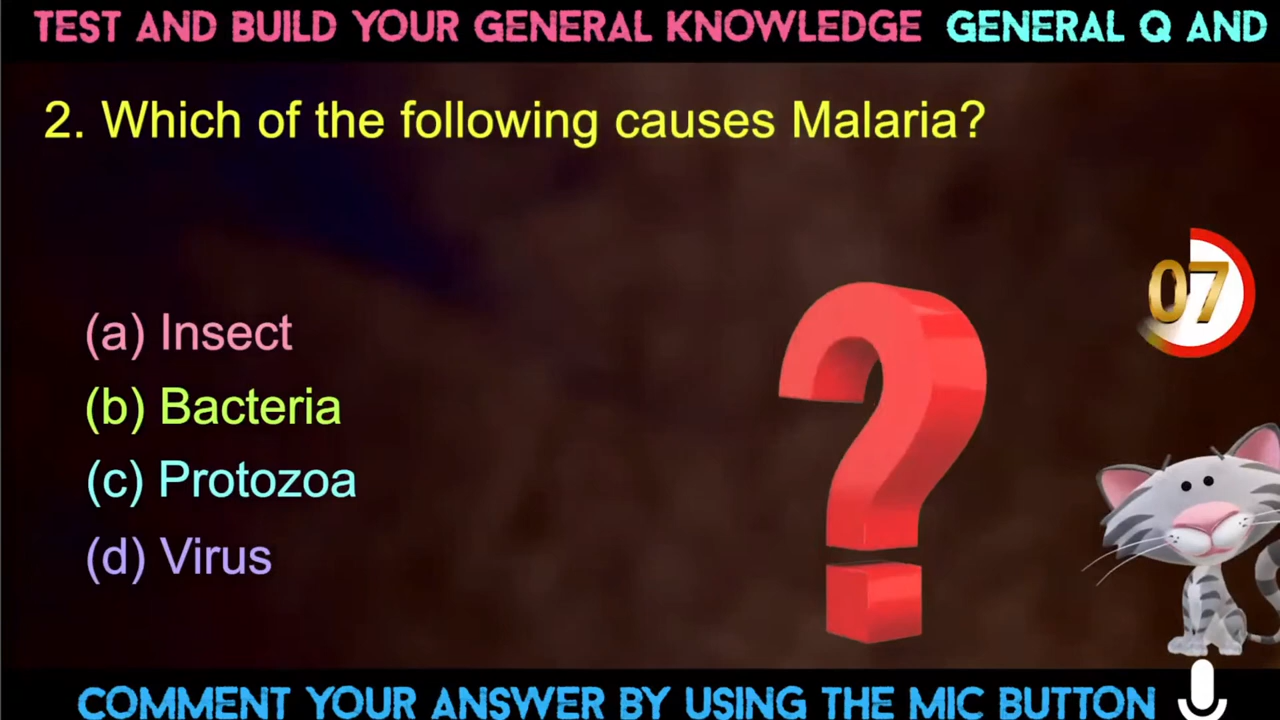 TEST AND BUILD YOUR GENERAL KNOWLEDGE GENERAL Q AND
2. Which of the following causes Malaria?
07
(a) Insect
(b) Bacteria
(c) Protozoa
(d) Virus
COMMENT YOUR ANSWER BY USING THE MIC BUTTON